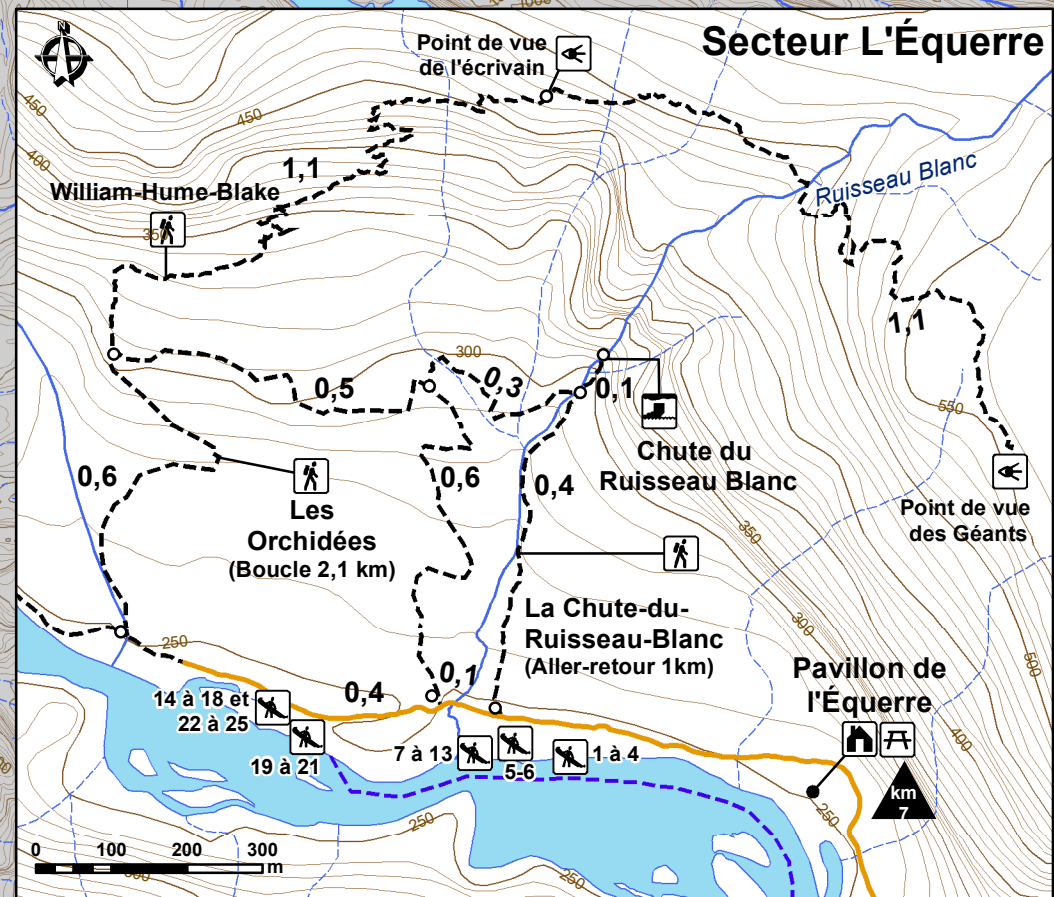 1000
N
Secteur L'Équerre
Point de vue
de l'écrivain
450
450
400
1,1
William-Hume-Blake
350
Ruisseau Blanc
1,1
300
0,5
0,3
0,1
550
Chute du
Ruisseau Blanc
0,6
0,6
0,4
Les
Orchidées
(Boucle 2,1 km)
Point de vue
des Géants
350
La Chute-du-
Ruisseau-Blanc
(Aller-retour 1km)
300
500
250
Pavillon de
l'Équerre
0,1
0,4
14 à 18 et
22 à 25
19 à 21
7 à 13
5-6
1 à 4
400
km
7
250
250
250
0 100 200 300
m